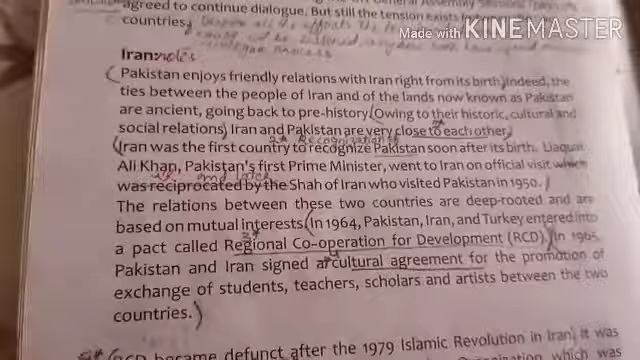 agreed to continue dialogue. But still the tension exists
countries.
Made with KINEMASTER
Iran: notes
Pakistan enjoys friendly relations with Iran right from its birth. Indeed, the
ties between the people of Iran and of the lands now known as Pakistan
are ancient, going back to pre-history. (Owing to their historic, cultural and
social relations) Iran and Pakistan are very close to each other.
2* Recognization
(Iran was the first country to recognize Pakistan soon after its birth. Liaquat
Ali Khan, Pakistan's first Prime Minister, went to Iran on official visit which
and later
was reciprocated by the Shah of Iran who visited Pakistan in 1950.)
The relations between these two countries are deep-rooted and are
based on mutual interests. (In 1964, Pakistan, Iran, and Turkey entered into
3*
a pact called Regional Co-operation for Development (RCD).) In 1965,
Pakistan and Iran signed a cultural agreement for the promotion of
exchange of students, teachers, scholars and artists between the two
countries.)
(RCD became defunct after the 1979 Islamic Revolution in Iran, it was
which was